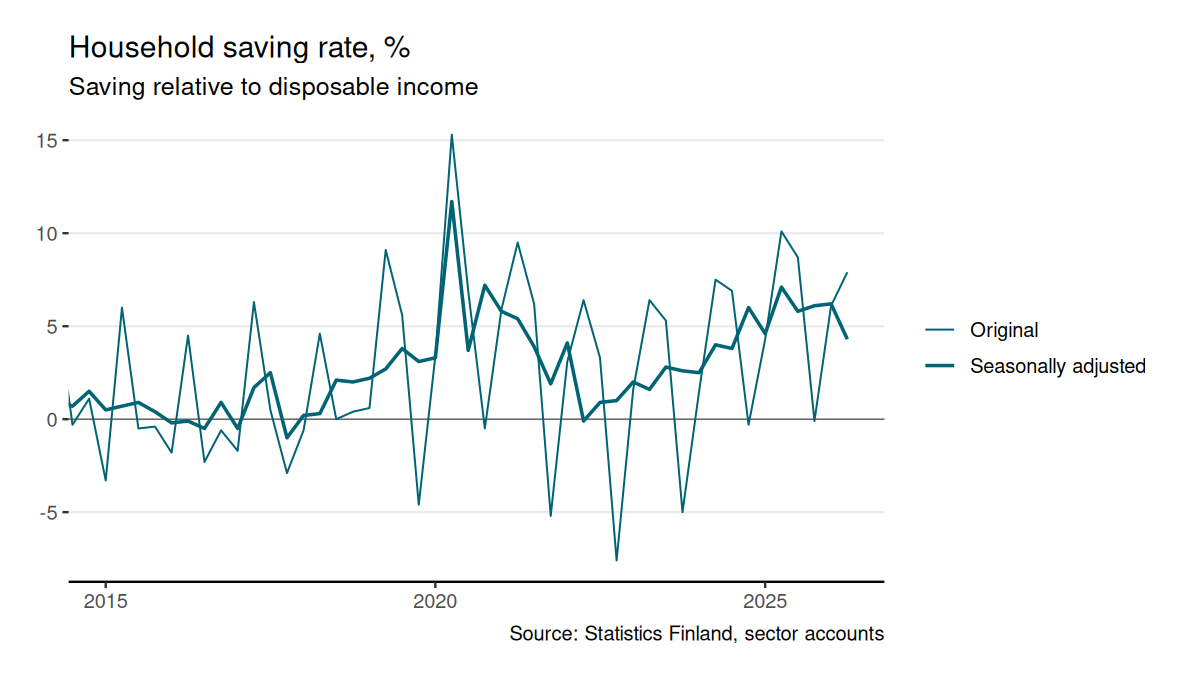 Household saving rate, %
Saving relative to disposable income
15
10
5
0
-5
2015
2020
2025
Original
Seasonally adjusted
Source: Statistics Finland, sector accounts